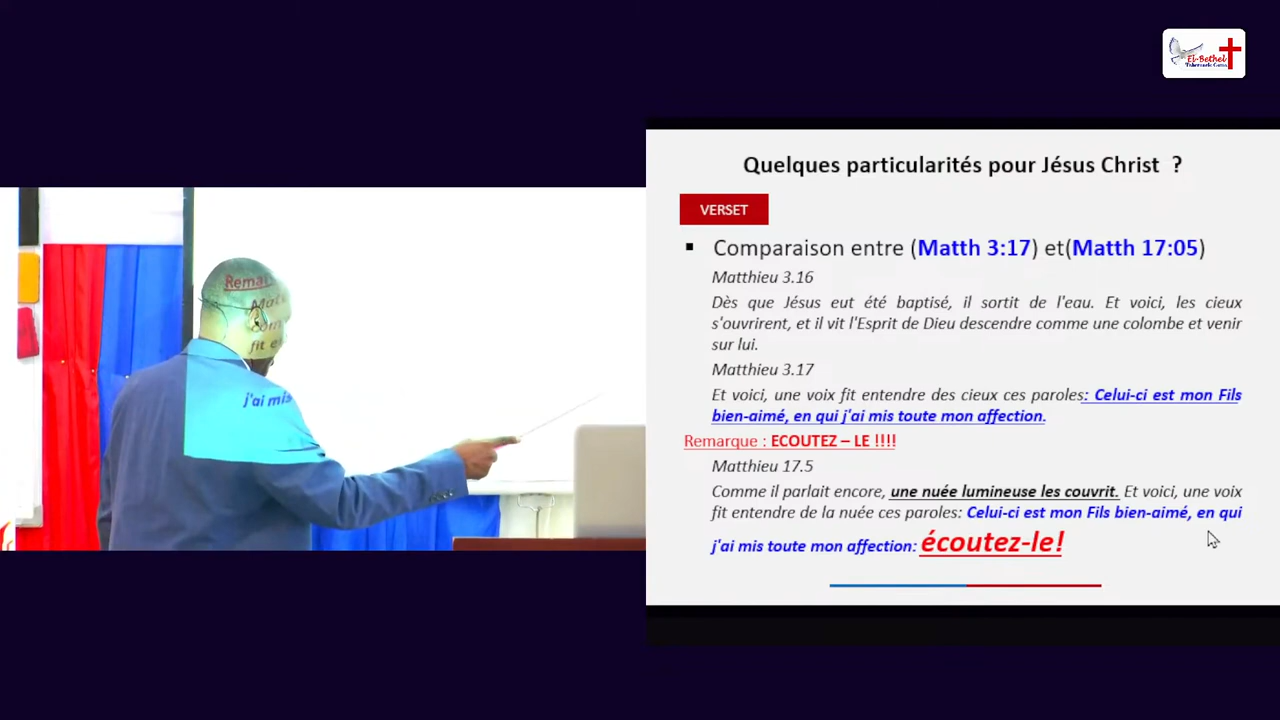 El-Bethel
Quelques particularités pour Jésus Christ ?
VERSET
▪ Comparaison entre (Matth 3:17) et(Matth 17:05)
Matthieu 3.16
Dès que Jésus eut été baptisé, il sortit de l'eau. Et voici, les cieux
s'ouvrirent, et il vit l'Esprit de Dieu descendre comme une colombe et venir
sur lui.
Matthieu 3.17
Et voici, une voix fit entendre des cieux ces paroles: Celui-ci est mon Fils
bien-aimé, en qui j'ai mis toute mon affection.
Remarque : ECOUTEZ – LE !!!!
Matthieu 17.5
Comme il parlait encore, une nuée lumineuse les couvrit. Et voici, une voix
fit entendre de la nuée ces paroles: Celui-ci est mon Fils bien-aimé, en qui
j'ai mis toute mon affection: écoutez-le!
Remar
j'ai mis